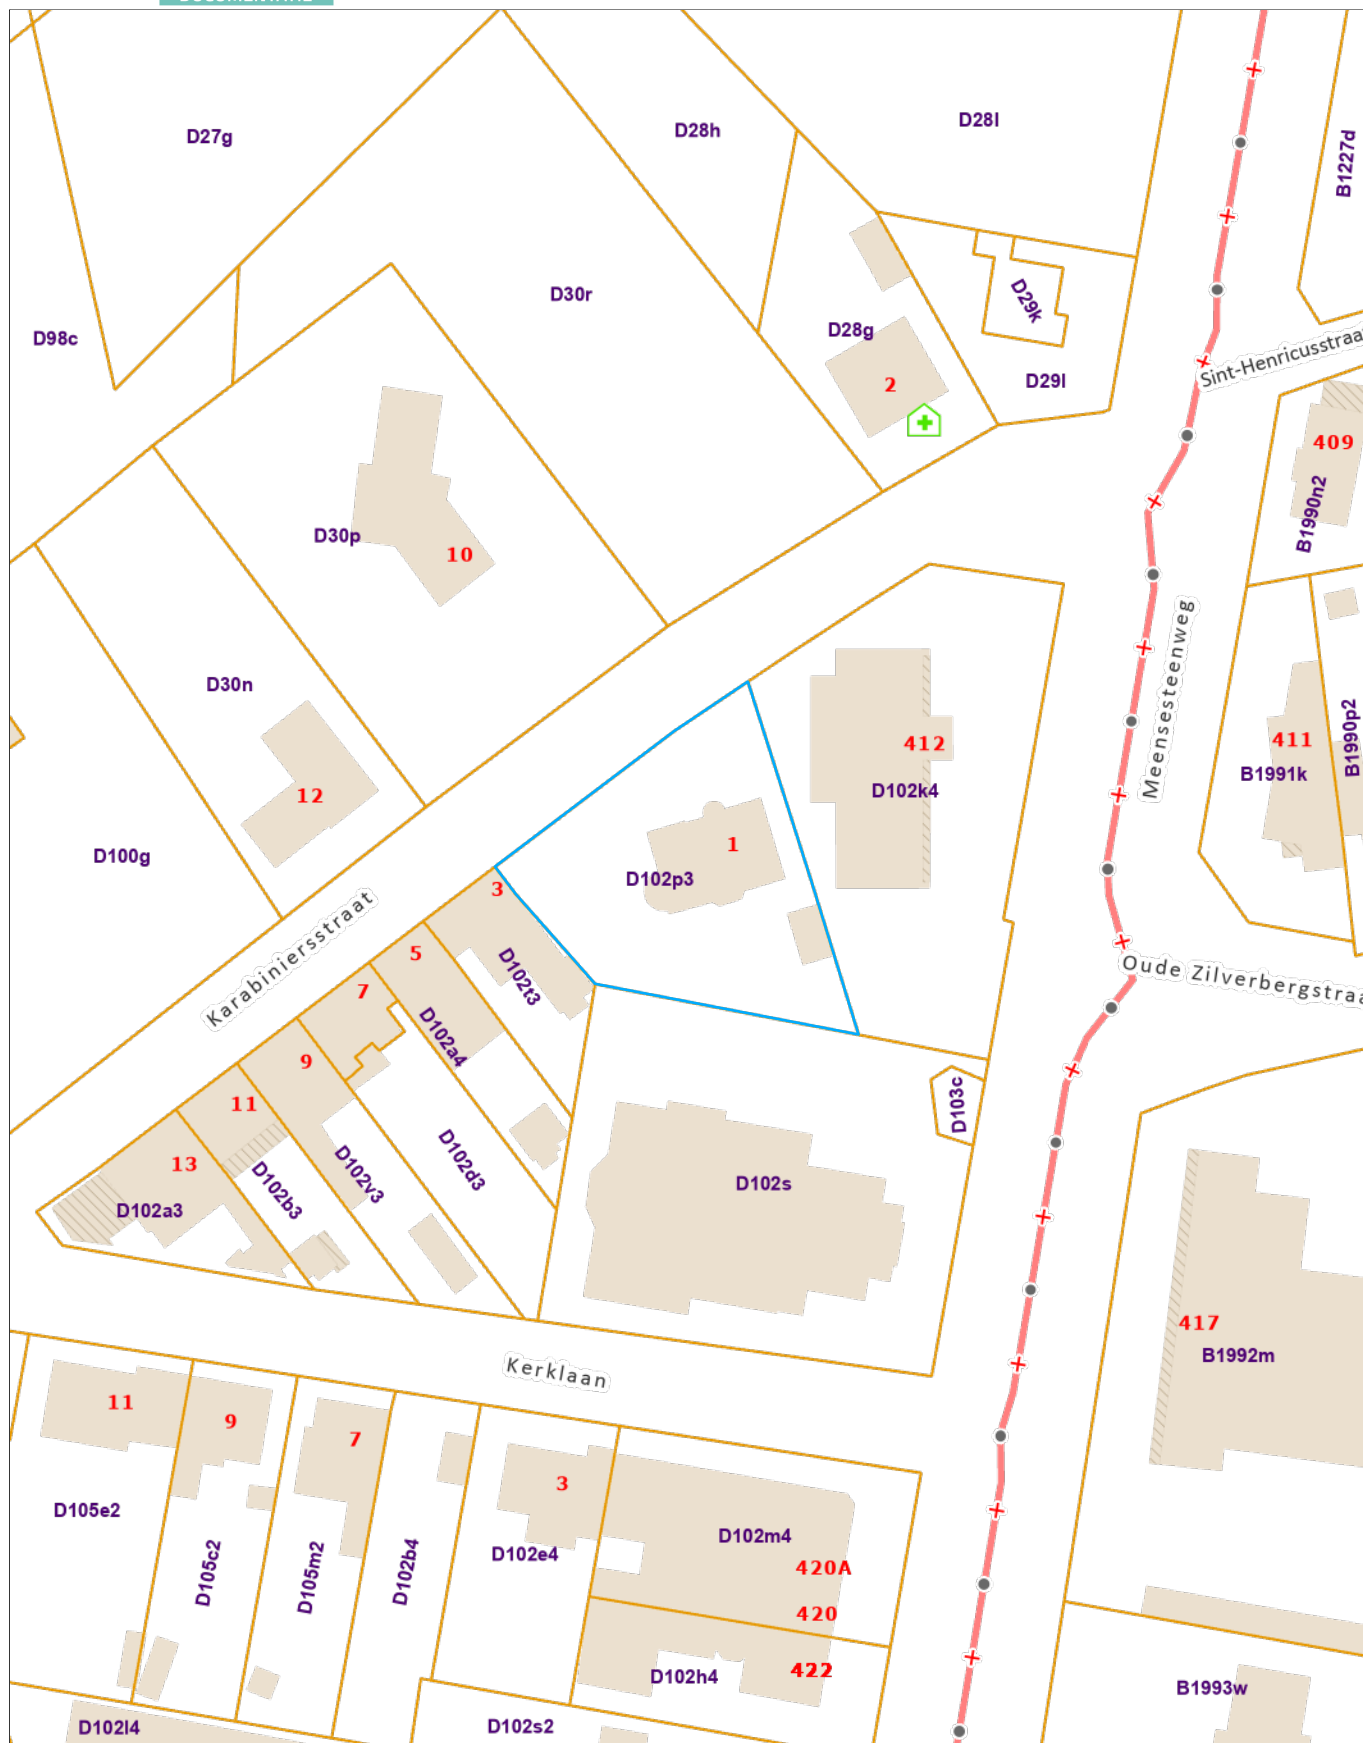 D27g
D28h
D28l
B1227d
D30r
D29k
D98c
D28g
Sint-Henricusstraat
D29l
2
409
B1990n2
D30p
10
Meensesteenweg
D30n
412
411
B1990p2
12
D102k4
B1991k
D100g
1
D102p3
3
Karabiniersstraat
5
D102t3
Oude Zilverbergstraa
7
D102a4
9
11
D103c
13
D102b3
D102v3
D102d3
D102s
D102a3
417
B1992m
Kerklaan
11
9
7
3
D105e2
D105c2
D105m2
D102b4
D102e4
D102m4
420A
420
422
D102h4
B1993w
D102l4
D102s2